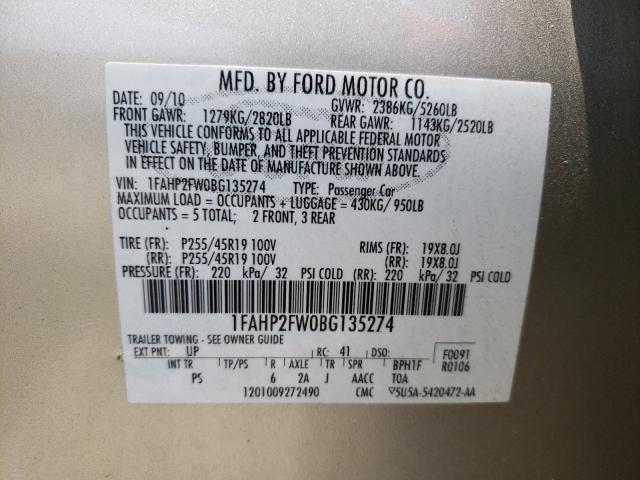 MFD. BY FORD MOTOR CO.
DATE: 09/10 GVWR: 2386KG/5260LB
FRONT GAWR: 1279KG/2820LB REAR GAWR: 1143KG/2520LB
THIS VEHICLE CONFORMS TO ALL APPLICABLE FEDERAL MOTOR
VEHICLE SAFETY, BUMPER, AND THEFT PREVENTION STANDARDS
IN EFFECT ON THE DATE OF MANUFACTURE SHOWN ABOVE.
VIN: 1FAHP2FW0BG135274 TYPE: Passenger Car
MAXIMUM LOAD = OCCUPANTS + LUGGAGE = 430KG/950LB
OCCUPANTS = 5 TOTAL; 2 FRONT, 3 REAR
TIRE (FR): P255/45R19 100V RIMS (FR): 19X8.0J
(RR): P255/45R19 100V (RR): 19X8.0J
PRESSURE (FR): 220 kPa/ 32 PSI COLD (RR): 220 kPa/ 32 PSI COLD
1FAHP2FW0BG135274
TRAILER TOWING - SEE OWNER GUIDE
EXT PNT: UP RC: 41 DSO: F0091
INT TR TP/PS R AXLE TR SPR BPH1F R0106
PS 6 2A J AACC TOA
1201009272490 CMC ▽5U5A-5420472-AA